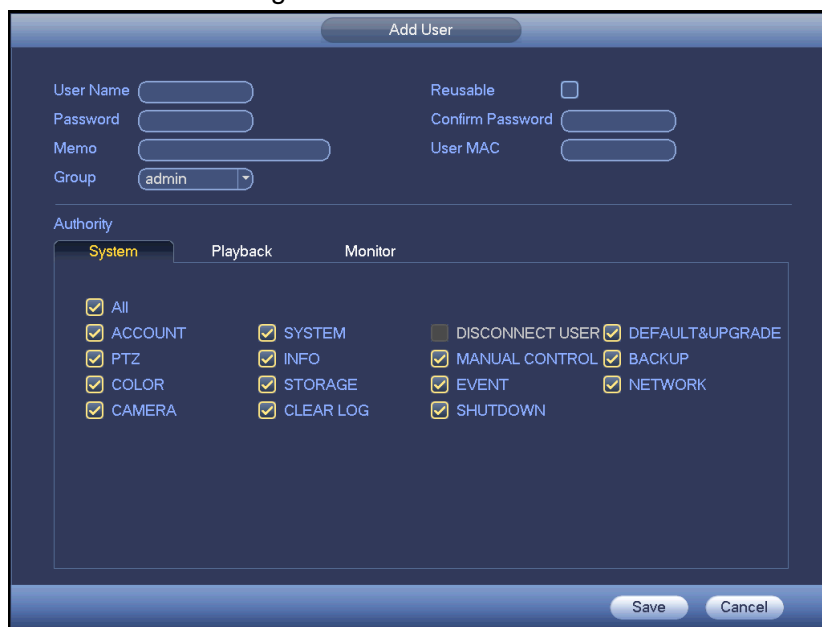 Add User
User Name
Reusable
Password
Confirm Password
Memo
User MAC
Group admin
Authority
System Playback Monitor
All
ACCOUNT SYSTEM DISCONNECT USER DEFAULT&UPGRADE
PTZ INFO MANUAL CONTROL BACKUP
COLOR STORAGE EVENT NETWORK
CAMERA CLEAR LOG SHUTDOWN
Save Cancel